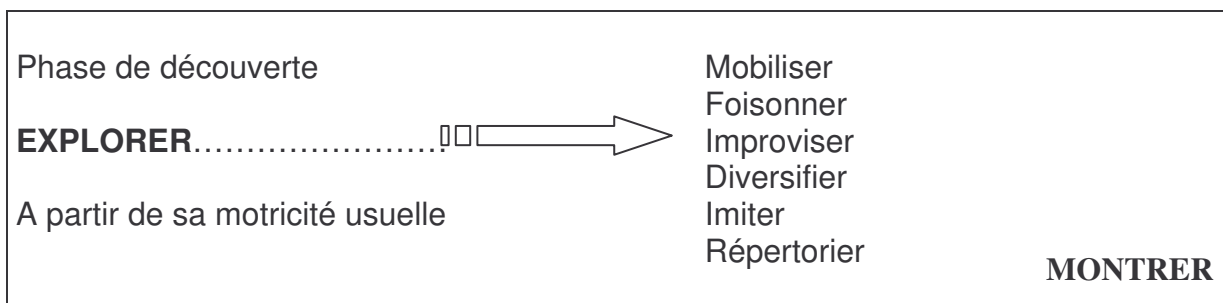 Phase de découverte
EXPLORER…………………….
A partir de sa motricité usuelle
Mobiliser
Foisonner
Improviser
Diversifier
Imiter
Répertorier
MONTRER